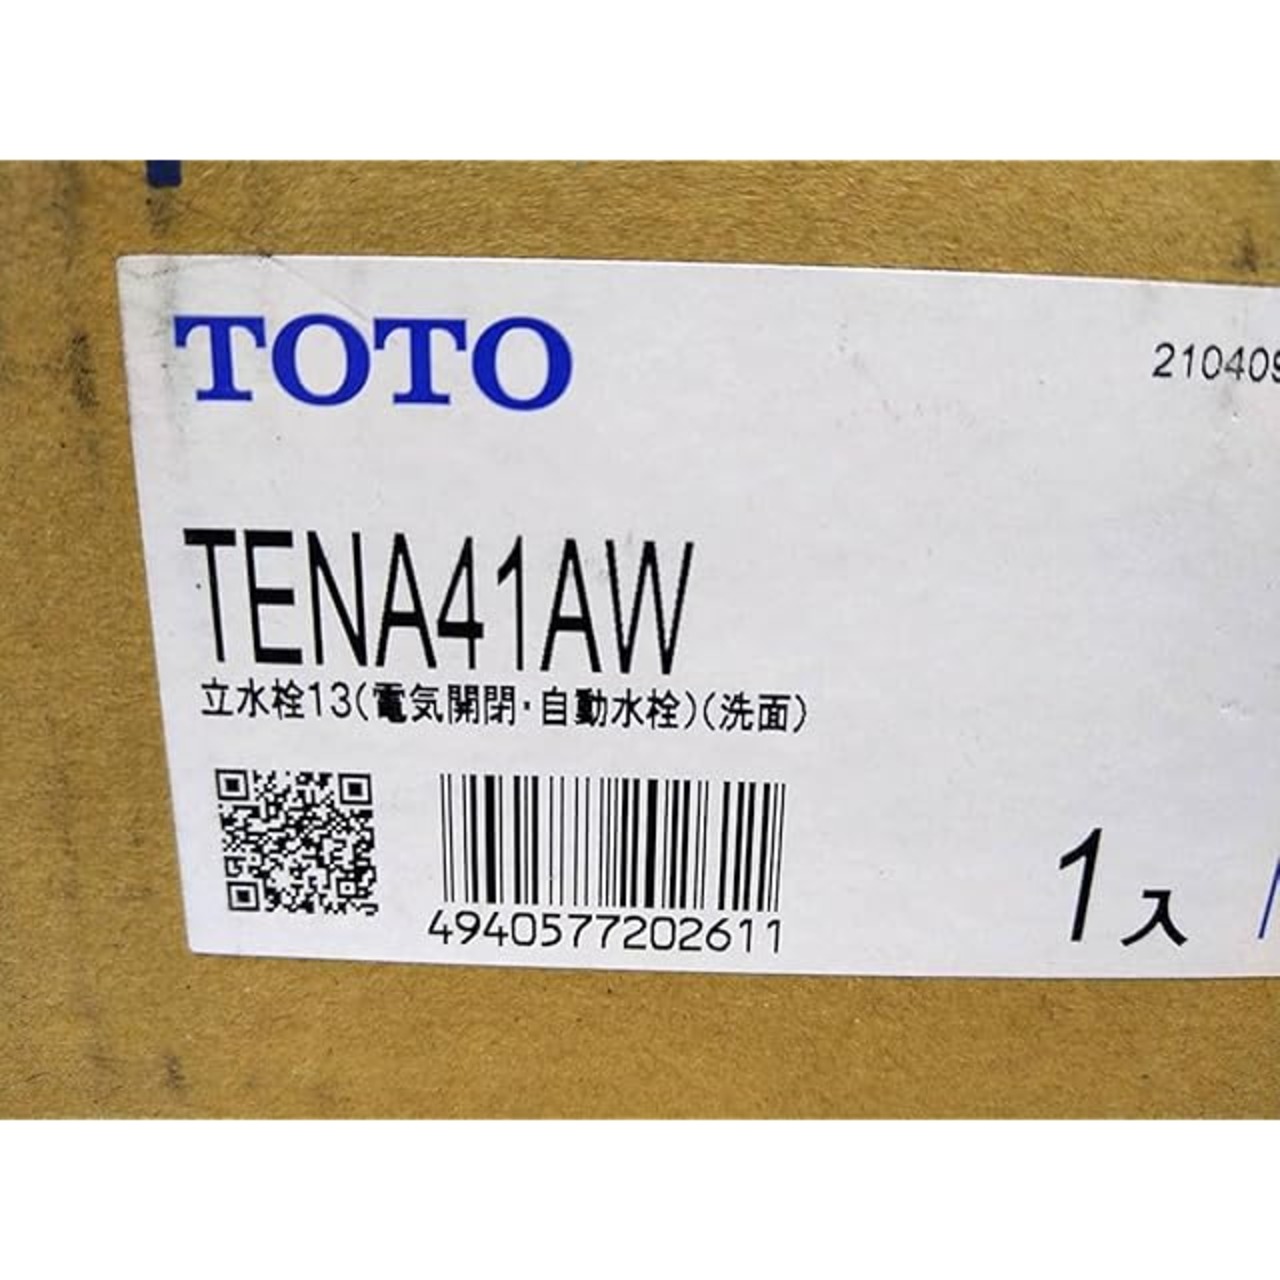 TOTO
210409
TENA41AW
立水栓13(電気開閉・自動水栓)(洗面)
4940577202611
1入